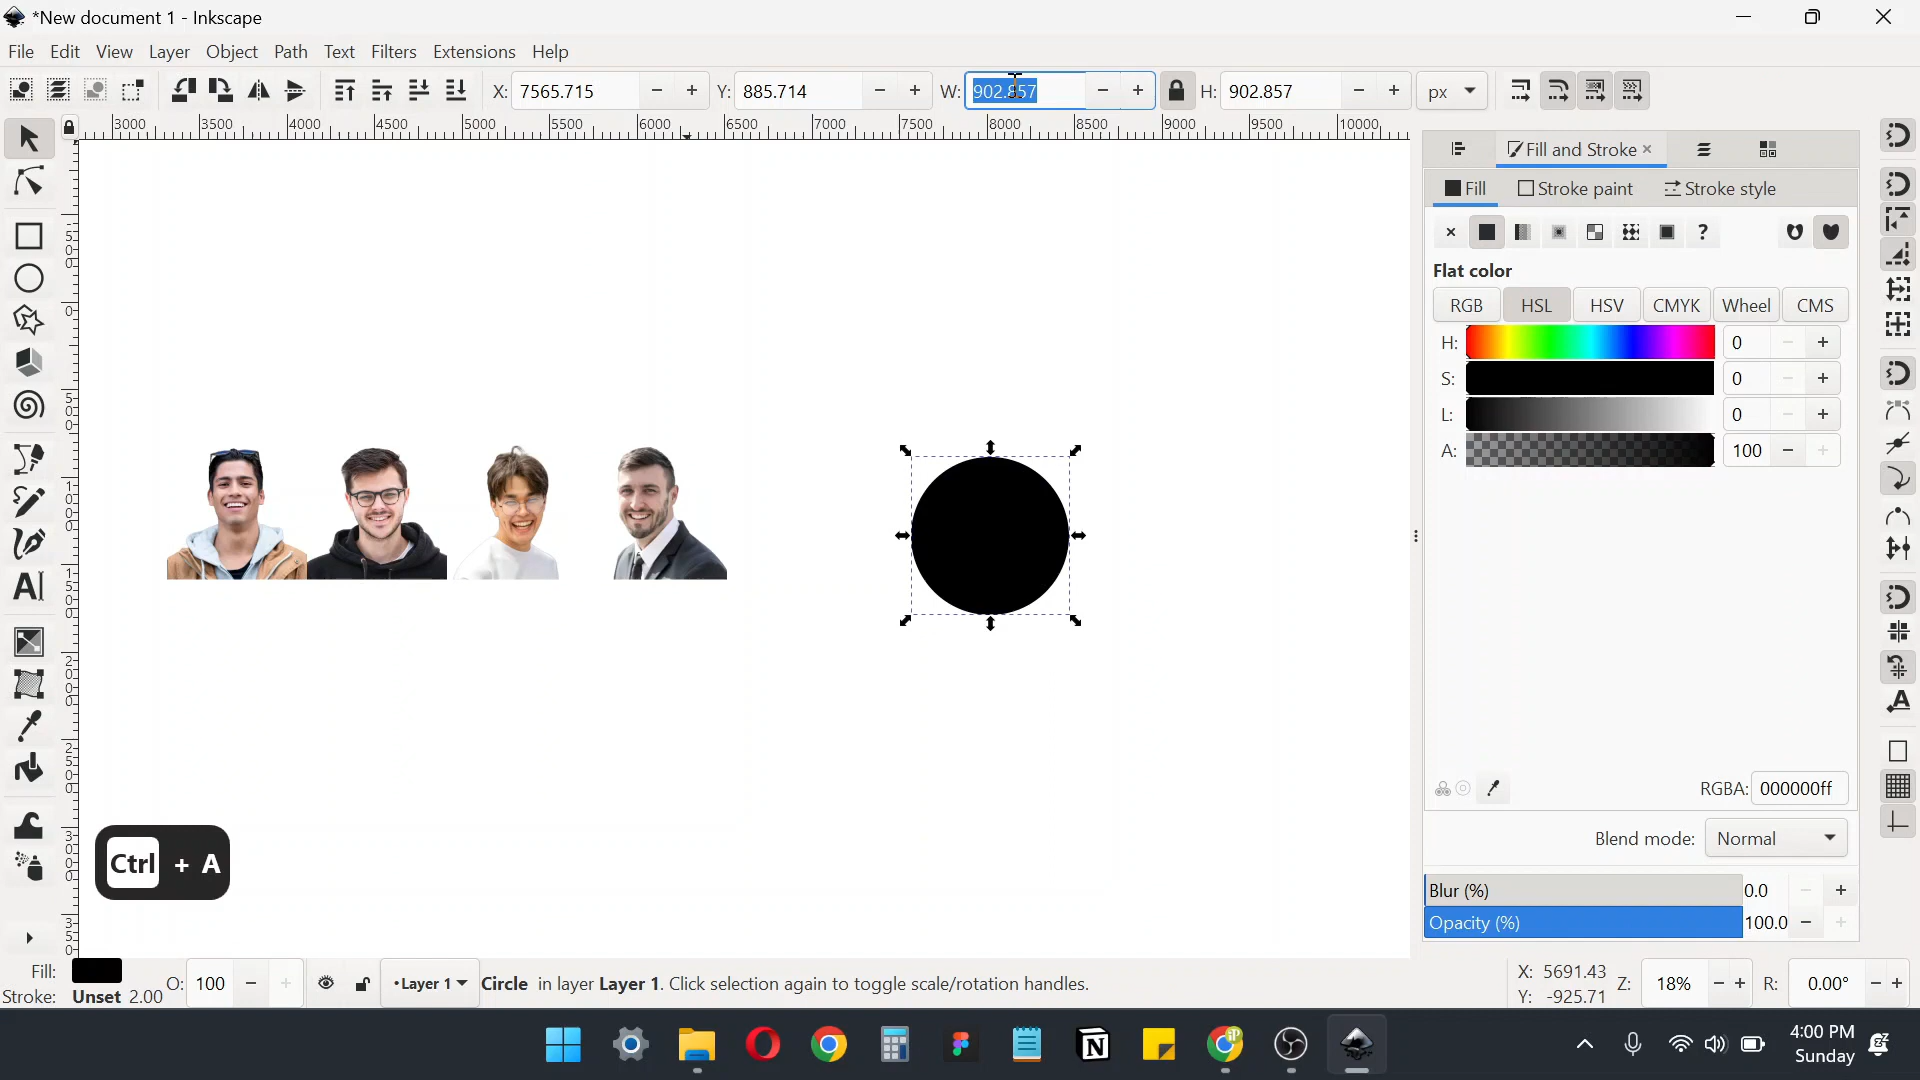 *New document 1 - Inkscape
File Edit View Layer Object Path Text Filters Extensions Help
X: 7565.715 Y: 885.714 W: 902.857 H: 902.857 px
3000 3500 4000 4500 5000 5500 6000 6500 7000 7500 8000 8500 9000 9500 10000
Fill and Stroke
Fill Stroke paint Stroke style
?
Flat color
RGB HSL HSV CMYK Wheel CMS
H: 0
S: 0
L: 0
A: 100
RGBA: 000000ff
Blend mode: Normal
Blur (%) 0.0
Opacity (%) 100.0
Ctrl + A
Fill: O: 100 •Layer 1 Circle in layer Layer 1. Click selection again to toggle scale/rotation handles. X: 5691.43 Z: 18% R: 0.00°
Stroke: Unset 2.00 Y: -925.71
4:00 PM
Sunday